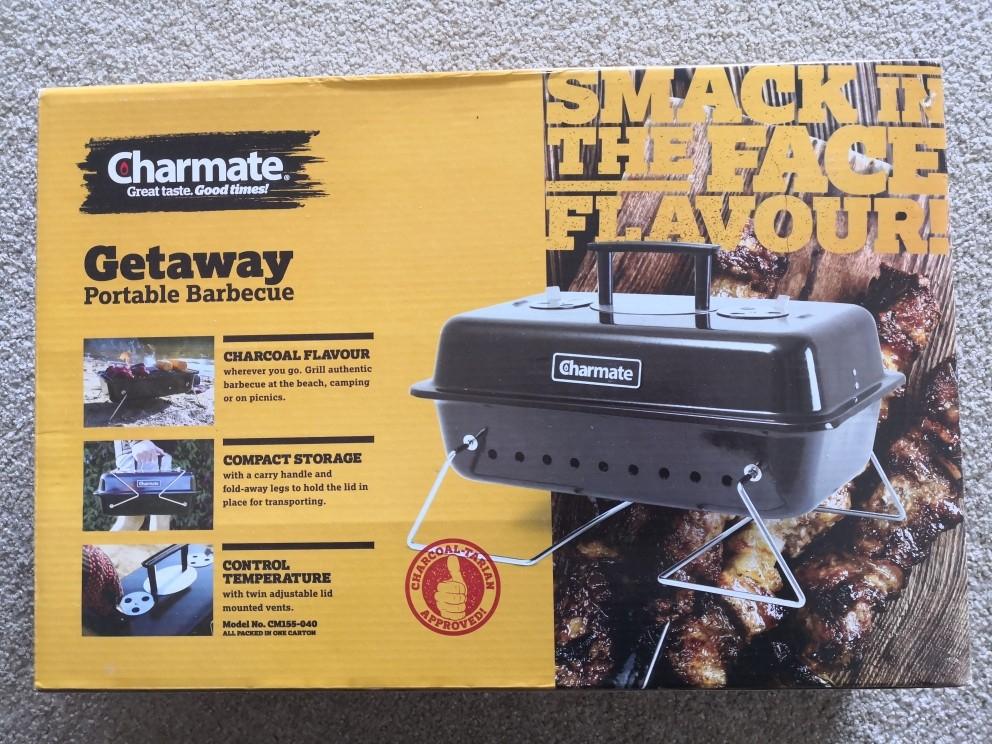 SMACK IN
THE FACE
FLAVOUR!
Charmate®
Great taste. Good times!
Getaway
Portable Barbecue
CHARCOAL FLAVOUR
wherever you go. Grill authentic
barbecue at the beach, camping
or on picnics.
COMPACT STORAGE
with a carry handle and
fold-away legs to hold the lid in
place for transporting.
CONTROL
TEMPERATURE
with twin adjustable lid
mounted vents.
Model No. CM155-040
ALL PACKED IN ONE CARTON
Charmate
Charmate
CHARCOAL-TARIAN
APPROVED!